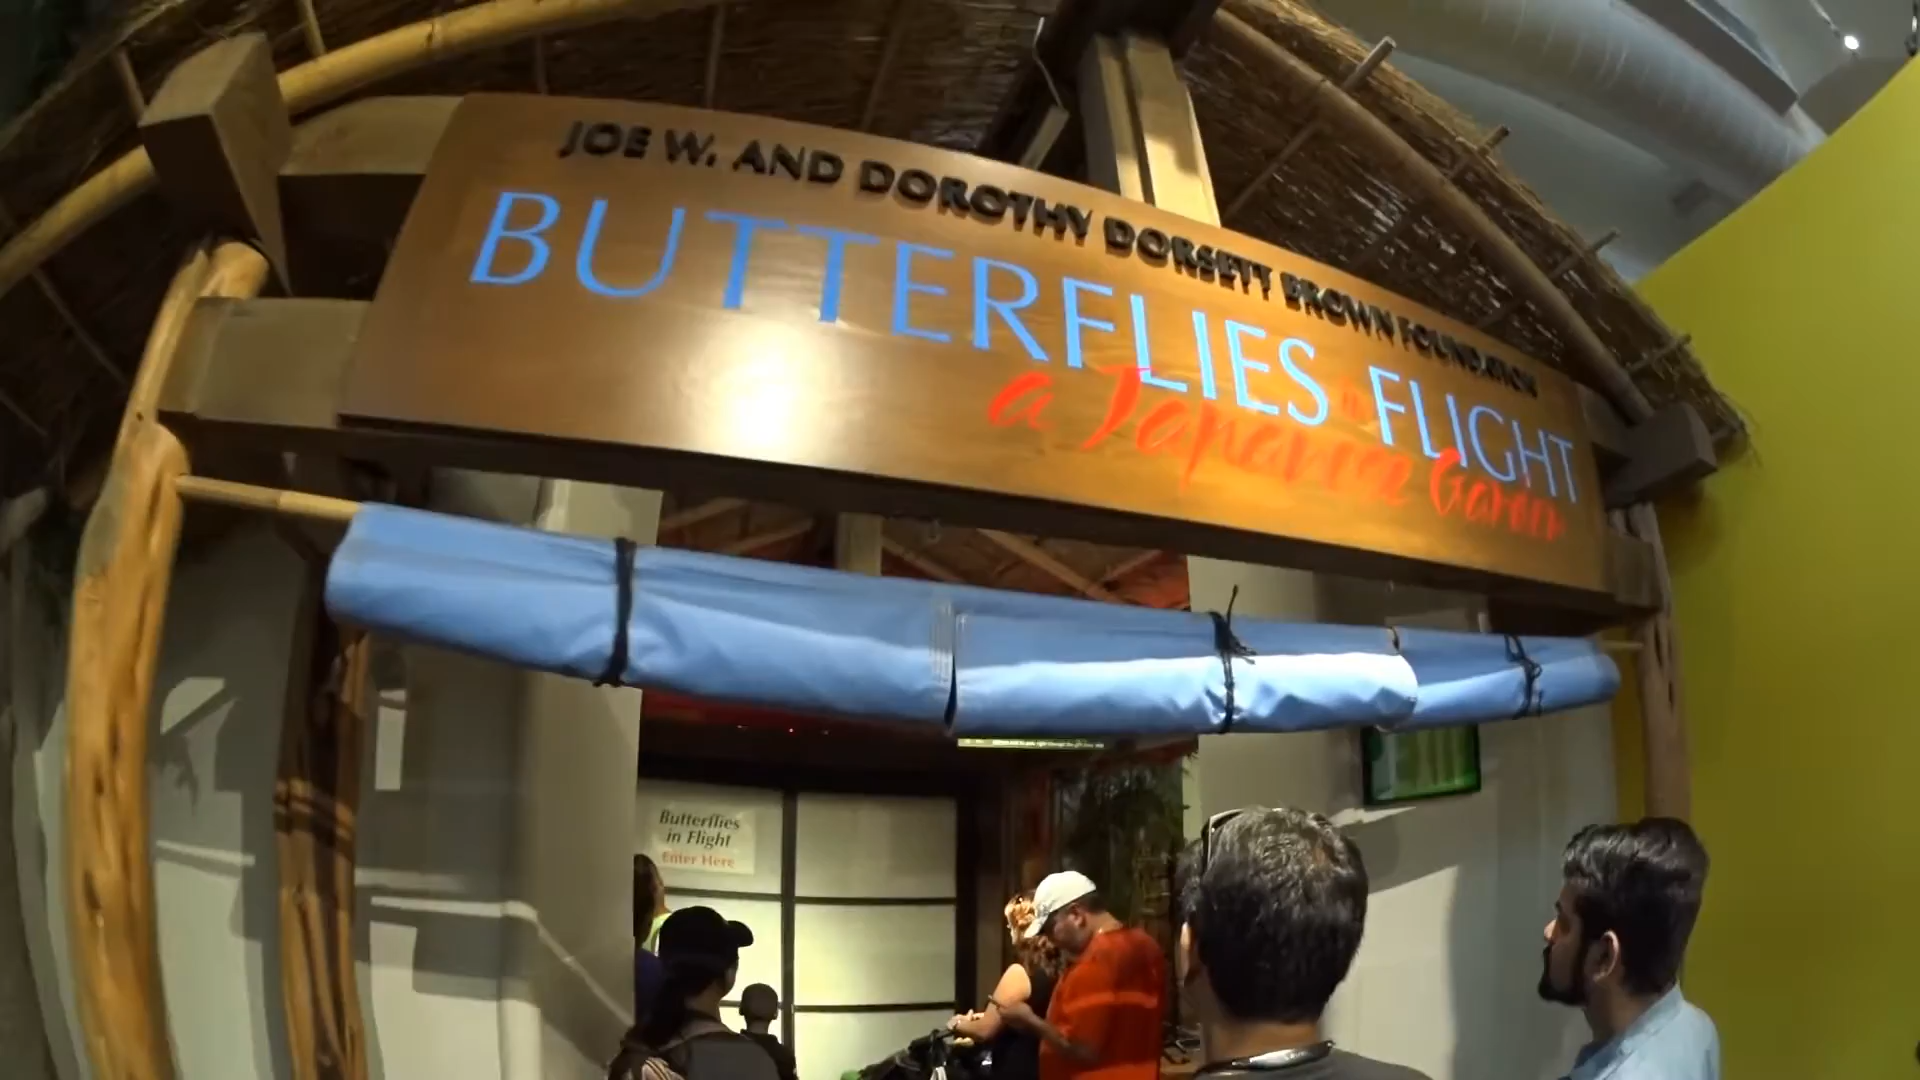 JOE W. AND DOROTHY DORSETT BROWN FOUNDATION
BUTTERFLIES in FLIGHT
a Japanese Garden
Butterflies
in Flight
Enter Here